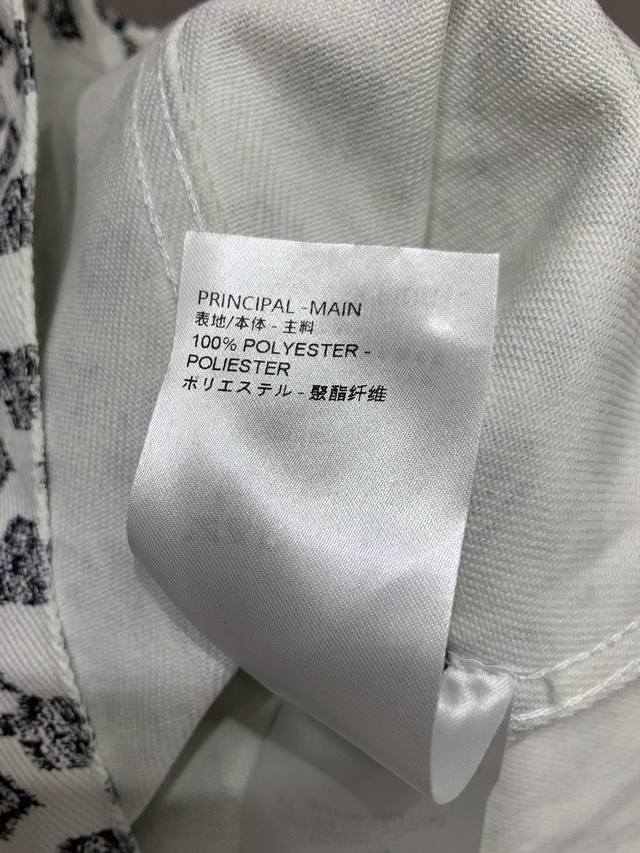 PRINCIPAL -MAIN
表地/本体 - 主料
100% POLYESTER -
POLIESTER
ポリエステル - 聚酯纤维